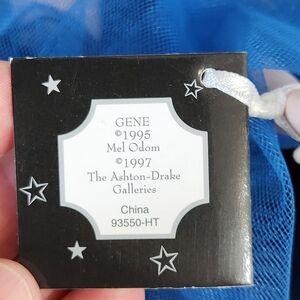 GENE
©1995
Mel Odom
©1997
The Ashton-Drake
Galleries
China
93550-HT